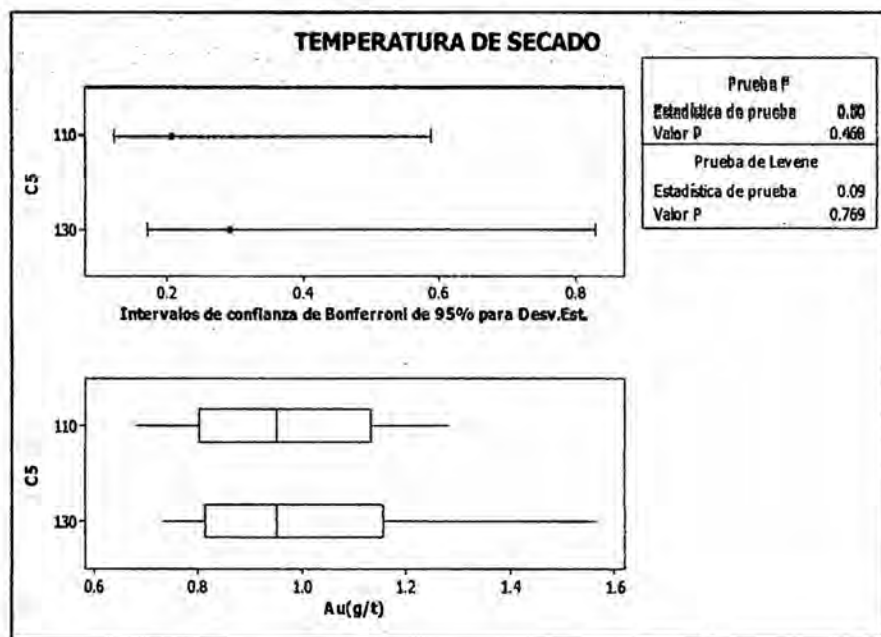 TEMPERATURA DE SECADO
110
130
C5
0.2 0.4 0.6 0.8
Intervalos de confianza de Bonferroni de 95% para Desv.Est.
Prueba F
Estadística de prueba 0.50
Valor P 0.468
Prueba de Levene
Estadística de prueba 0.09
Valor P 0.769
110
130
C5
0.6 0.8 1.0 1.2 1.4 1.6
Au(g/t)